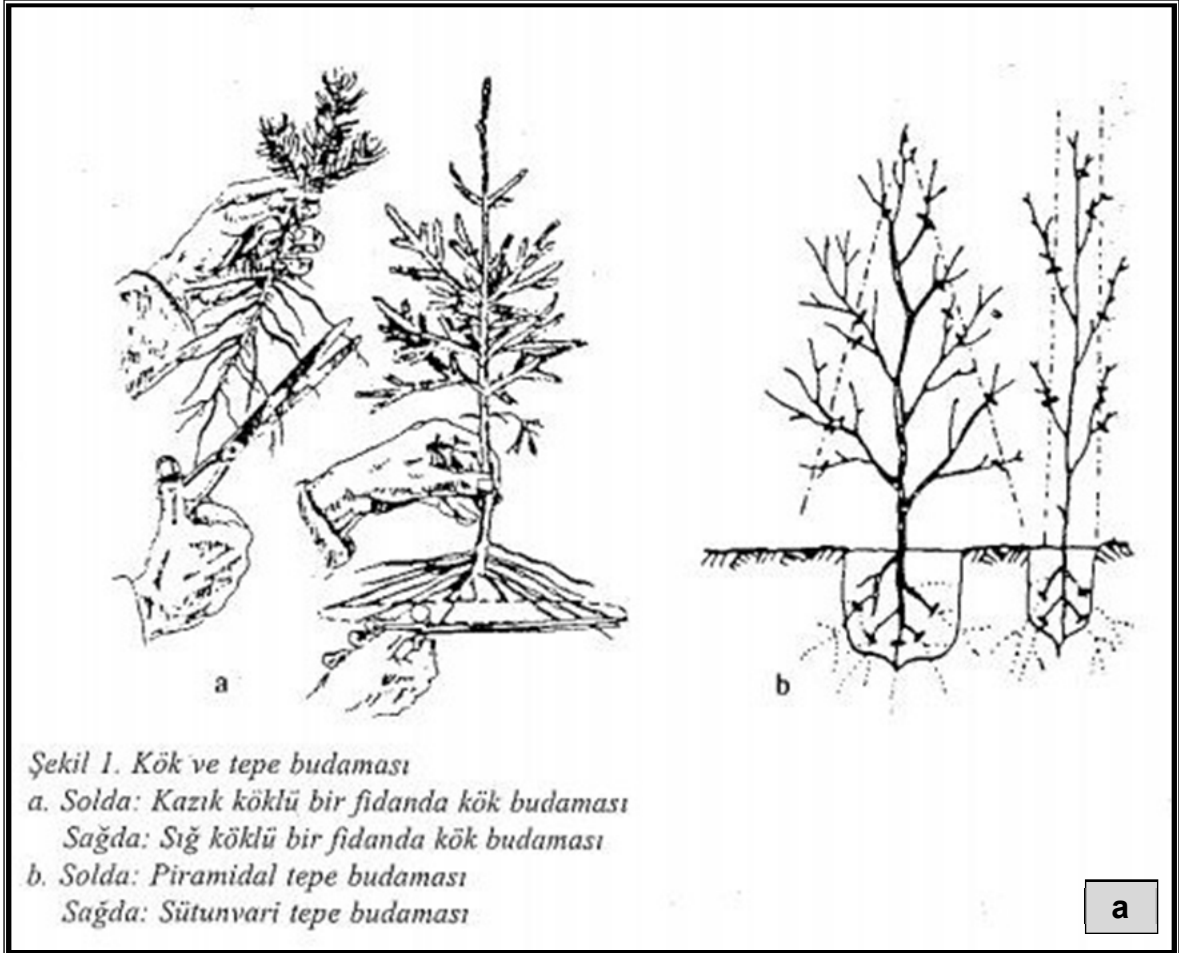 a
b
Şekil 1. Kök ve tepe budaması
a. Solda: Kazık köklü bir fidanda kök budaması
Sağda: Sığ köklü bir fidanda kök budaması
b. Solda: Piramidal tepe budaması
Sağda: Sütunvari tepe budaması
a